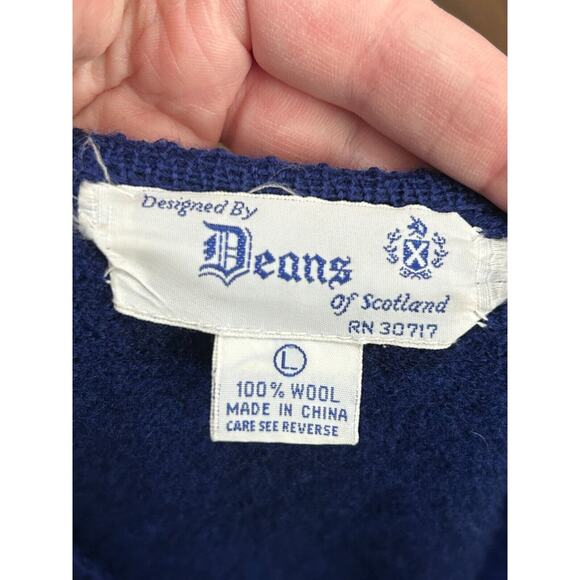 Designed By
Deans
Of Scotland
RN 30717
L
100% WOOL
MADE IN CHINA
CARE SEE REVERSE